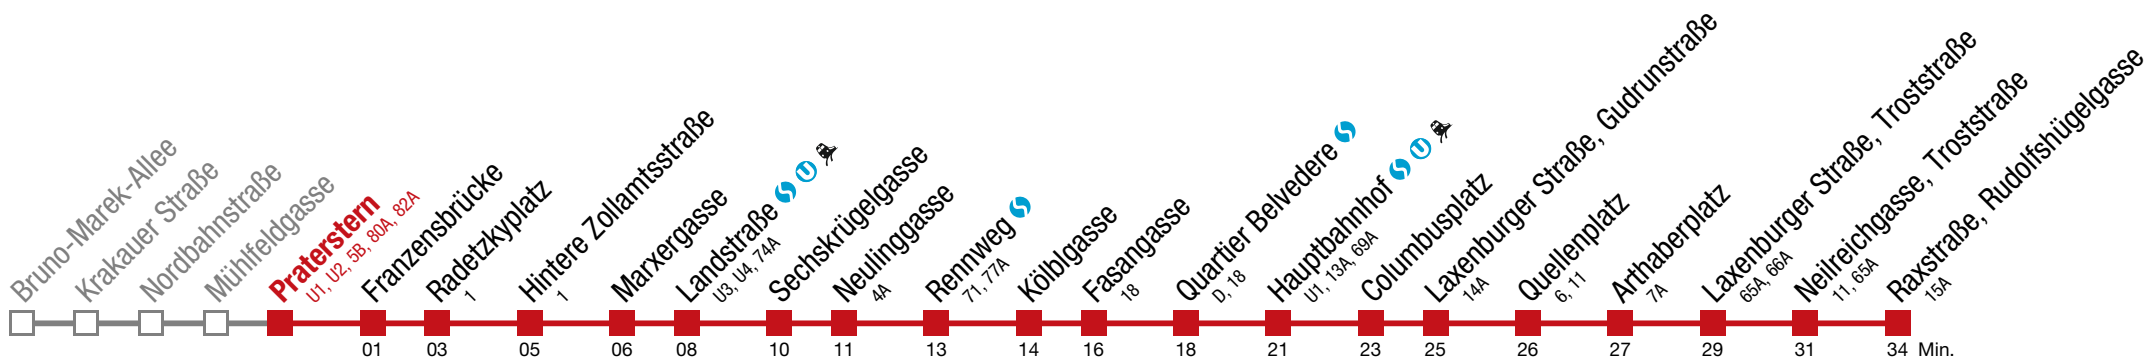 Bruno-Marek-Allee
Krakauer Straße
Nordbahnstraße
Mühlfeldgasse
Praterstern
U1, U2, 5B, 80A, 82A
Franzensbrücke
Radetzkyplatz
1
Hintere Zollamtsstraße
1
Marxergasse
Landstraße S U
U3, U4, 74A
Sechskrügelgasse
Neulinggasse
4A
Rennweg S
71, 77A
Kölblgasse
Fasangasse
18
Quartier Belvedere S
D, 18
Hauptbahnhof S U
U1, 13A, 69A
Columbusplatz
Laxenburger Straße, Gudrunstraße
14A
Quellenplatz
6, 11
Arthaberplatz
7A
Laxenburger Straße, Troststraße
65A, 66A
Neilreichgasse, Troststraße
11, 65A
Raxstraße, Rudolfshügelgasse
15A
01 03 05 06 08 10 11 13 14 16 18 21 23 25 26 27 29 31 34 Min.